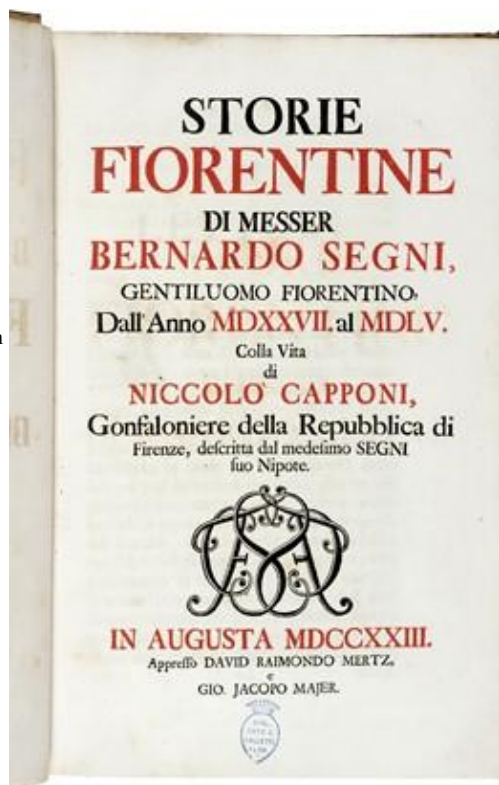 STORIE
FIORENTINE
DI MESSER
BERNARDO SEGNI,
GENTILUOMO FIORENTINO,
Dall'Anno MDXXVII. al MDLV.
Colla Vita
di
NICCOLO' CAPPONI,
Gonfaloniere della Repubblica di
Firenze, deſcritta dal medeſimo SEGNI
ſuo Nipote.
IN AUGUSTA MDCCXXIII.
Appreſſo DAVID RAIMONDO MERTZ,
e
GIO. JACOPO MAJER.